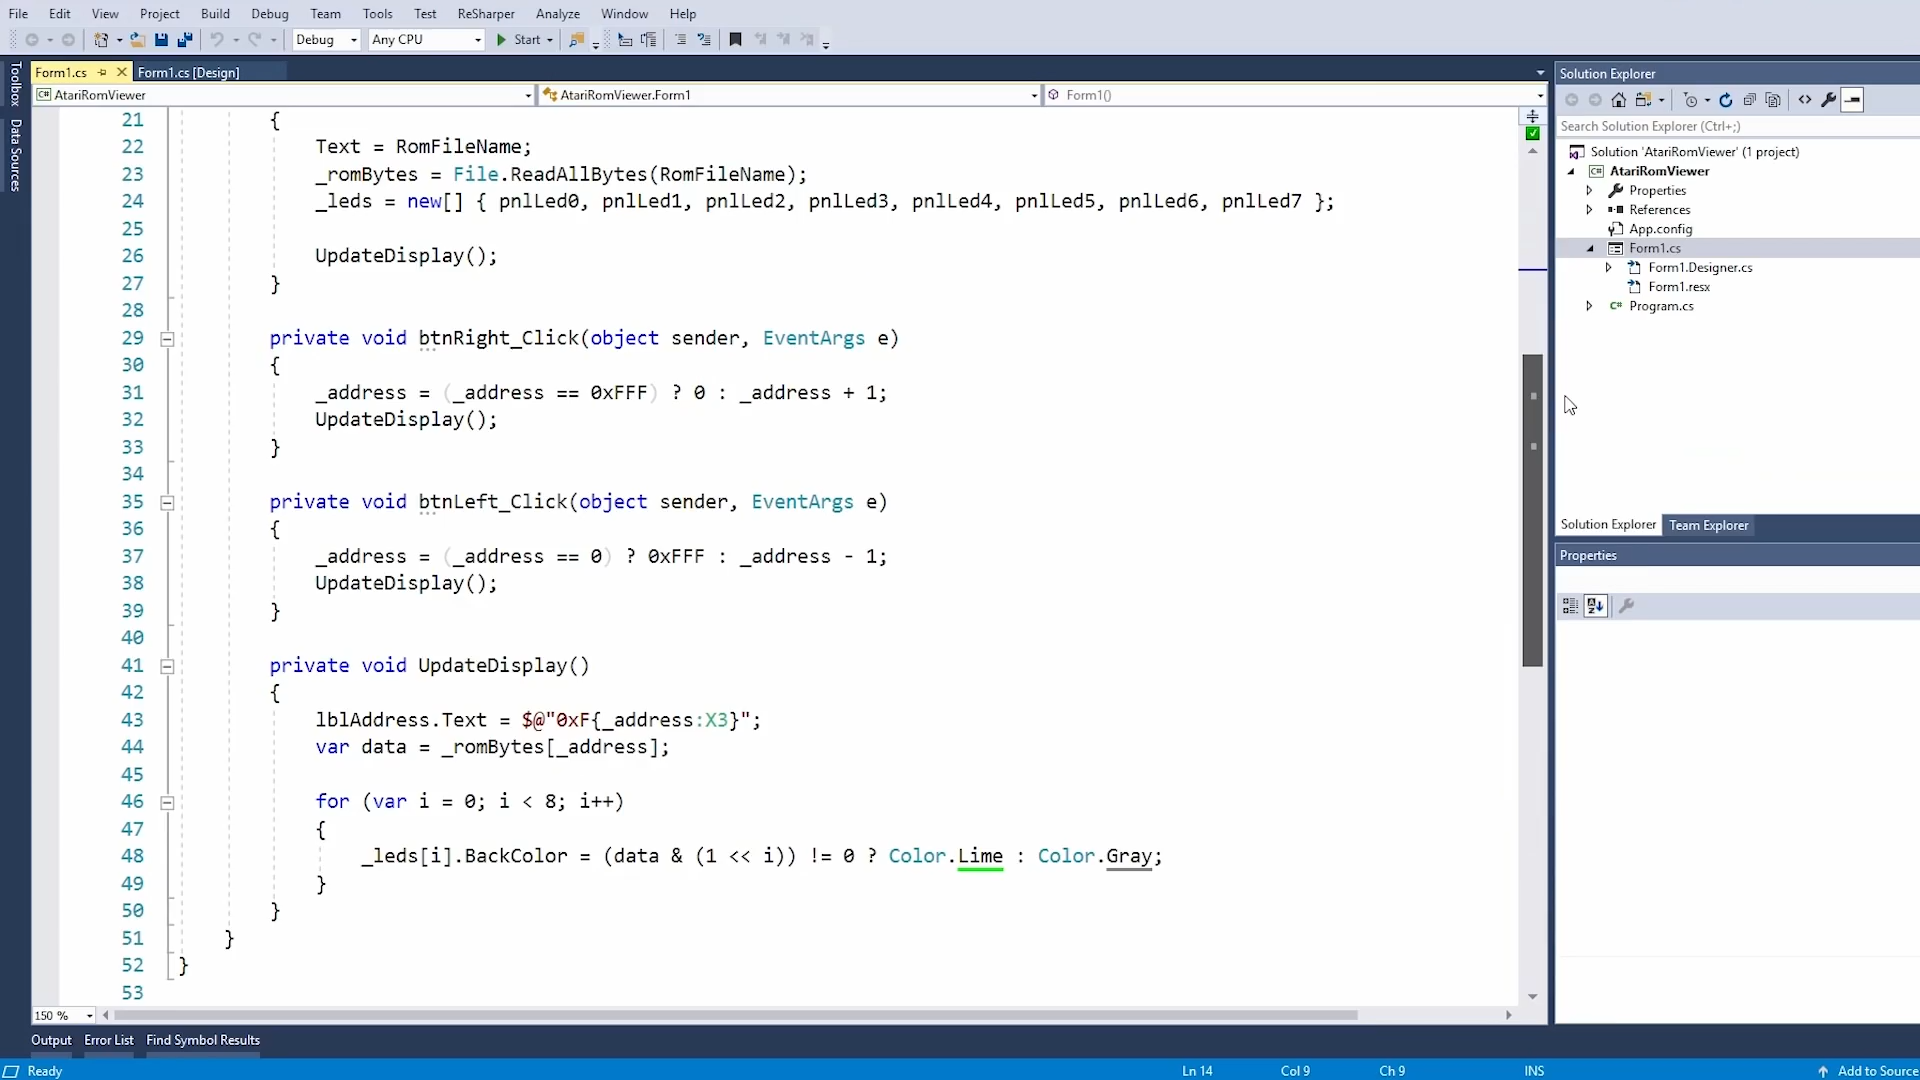 File Edit View Project Build Debug Team Tools Test ReSharper Analyze Window Help
Debug Any CPU Start
Form1.cs Form1.cs [Design]
AtariRomViewer AtariRomViewer.Form1 Form1()
Toolbox
Data Sources
21 {
22 Text = RomFileName;
23 _romBytes = File.ReadAllBytes(RomFileName);
24 _leds = new[] { pnlLed0, pnlLed1, pnlLed2, pnlLed3, pnlLed4, pnlLed5, pnlLed6, pnlLed7 };
25
26 UpdateDisplay();
27 }
28
29 private void btnRight_Click(object sender, EventArgs e)
30 {
31 _address = (_address == 0xFFF) ? 0 : _address + 1;
32 UpdateDisplay();
33 }
34
35 private void btnLeft_Click(object sender, EventArgs e)
36 {
37 _address = (_address == 0) ? 0xFFF : _address - 1;
38 UpdateDisplay();
39 }
40
41 private void UpdateDisplay()
42 {
43 lblAddress.Text = $@"0xF{_address:X3}";
44 var data = _romBytes[_address];
45
46 for (var i = 0; i < 8; i++)
47 {
48 _leds[i].BackColor = (data & (1 << i)) != 0 ? Color.Lime : Color.Gray;
49 }
50 }
51 }
52 }
53
150 %
Solution Explorer
Search Solution Explorer (Ctrl+;)
Solution 'AtariRomViewer' (1 project)
AtariRomViewer
Properties
References
App.config
Form1.cs
Form1.Designer.cs
Form1.resx
Program.cs
Solution Explorer Team Explorer
Properties
Output Error List Find Symbol Results
Ready Ln 14 Col 9 Ch 9 INS Add to Source